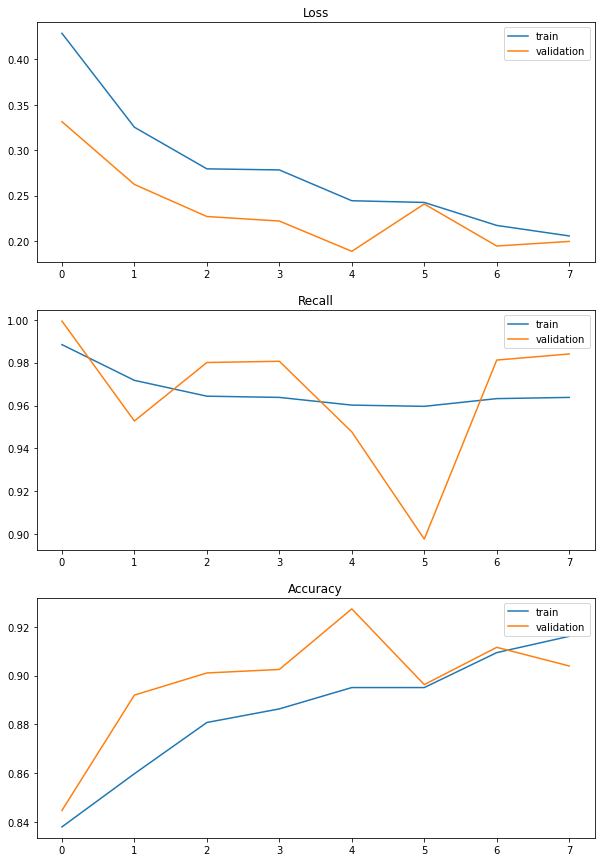 Loss
train
validation
0.40
0.35
0.30
0.25
0.20
0 1 2 3 4 5 6 7
Recall
train
validation
1.00
0.98
0.96
0.94
0.92
0.90
0 1 2 3 4 5 6 7
Accuracy
train
validation
0.92
0.90
0.88
0.86
0.84
0 1 2 3 4 5 6 7